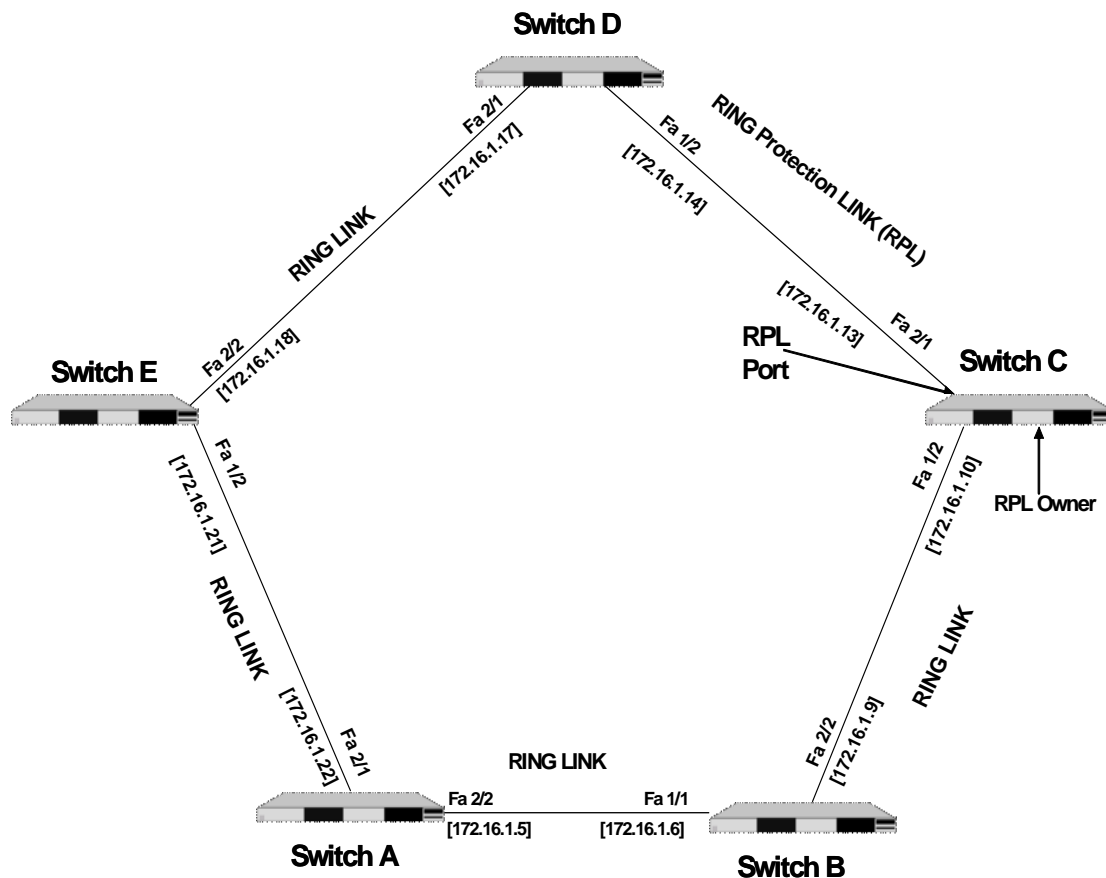 Switch D
Fa 2/1
[172.16.1.17]
Fa 1/2
[172.16.1.14]
RING Protection LINK (RPL)
RING LINK
[172.16.1.13]
Fa 2/1
RPL
Port
Fa 2/2
[172.16.1.18]
Switch E
Switch C
Fa 1/2
[172.16.1.21]
Fa 1/2
[172.16.1.10]
RPL Owner
RING LINK
RING LINK
[172.16.1.22]
Fa 2/1
Fa 2/2
[172.16.1.9]
RING LINK
Fa 2/2
Fa 1/1
[172.16.1.5]
[172.16.1.6]
Switch A
Switch B